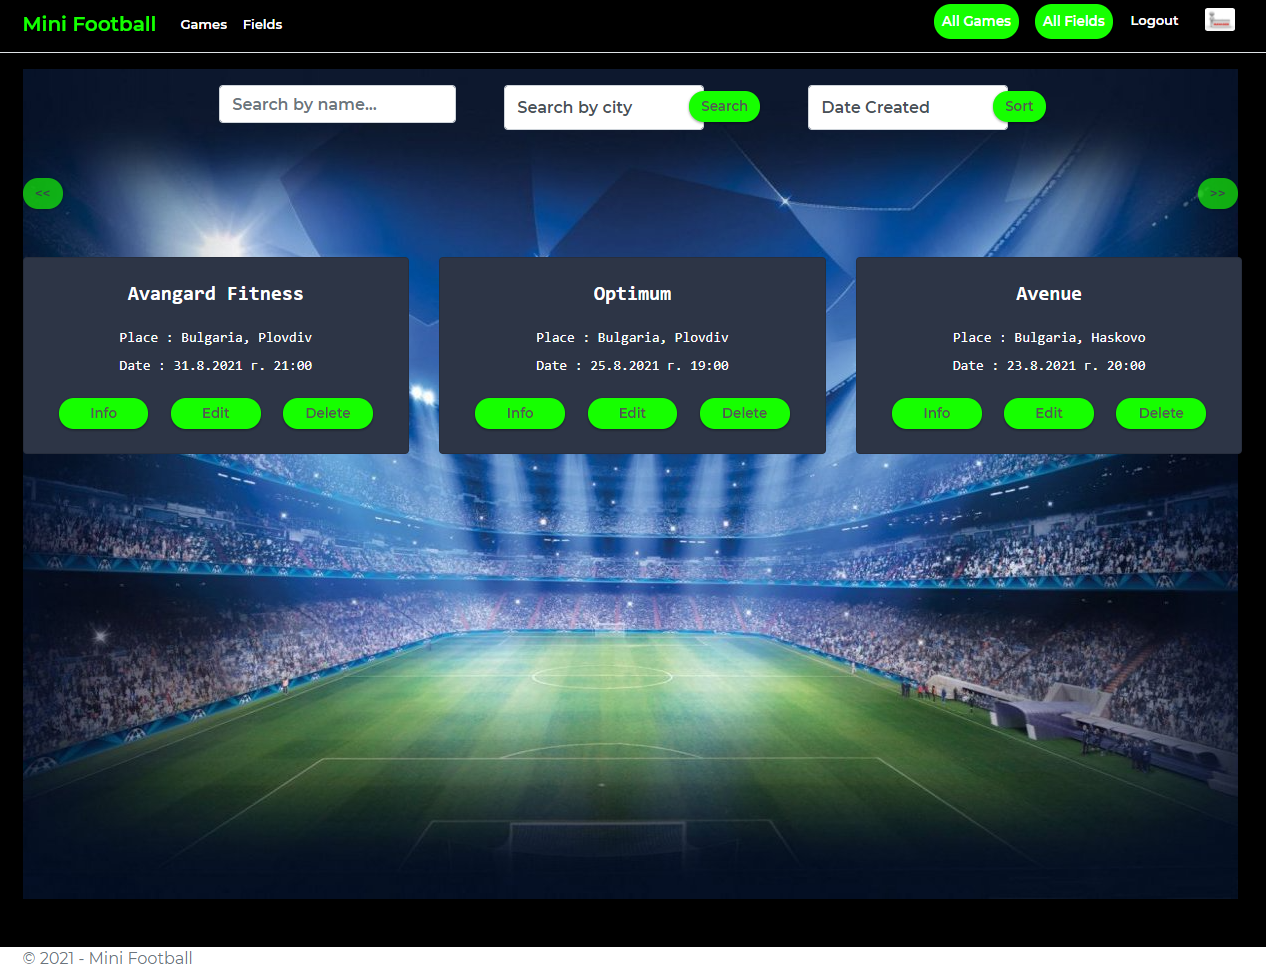 Mini Football Games Fields All Games All Fields Logout
Search by name... Search by city Search Date Created Sort
<< >>
Avangard Fitness
Place : Bulgaria, Plovdiv
Date : 31.8.2021 г. 21:00
Info Edit Delete
Optimum
Place : Bulgaria, Plovdiv
Date : 25.8.2021 г. 19:00
Info Edit Delete
Avenue
Place : Bulgaria, Haskovo
Date : 23.8.2021 г. 20:00
Info Edit Delete
© 2021 - Mini Football